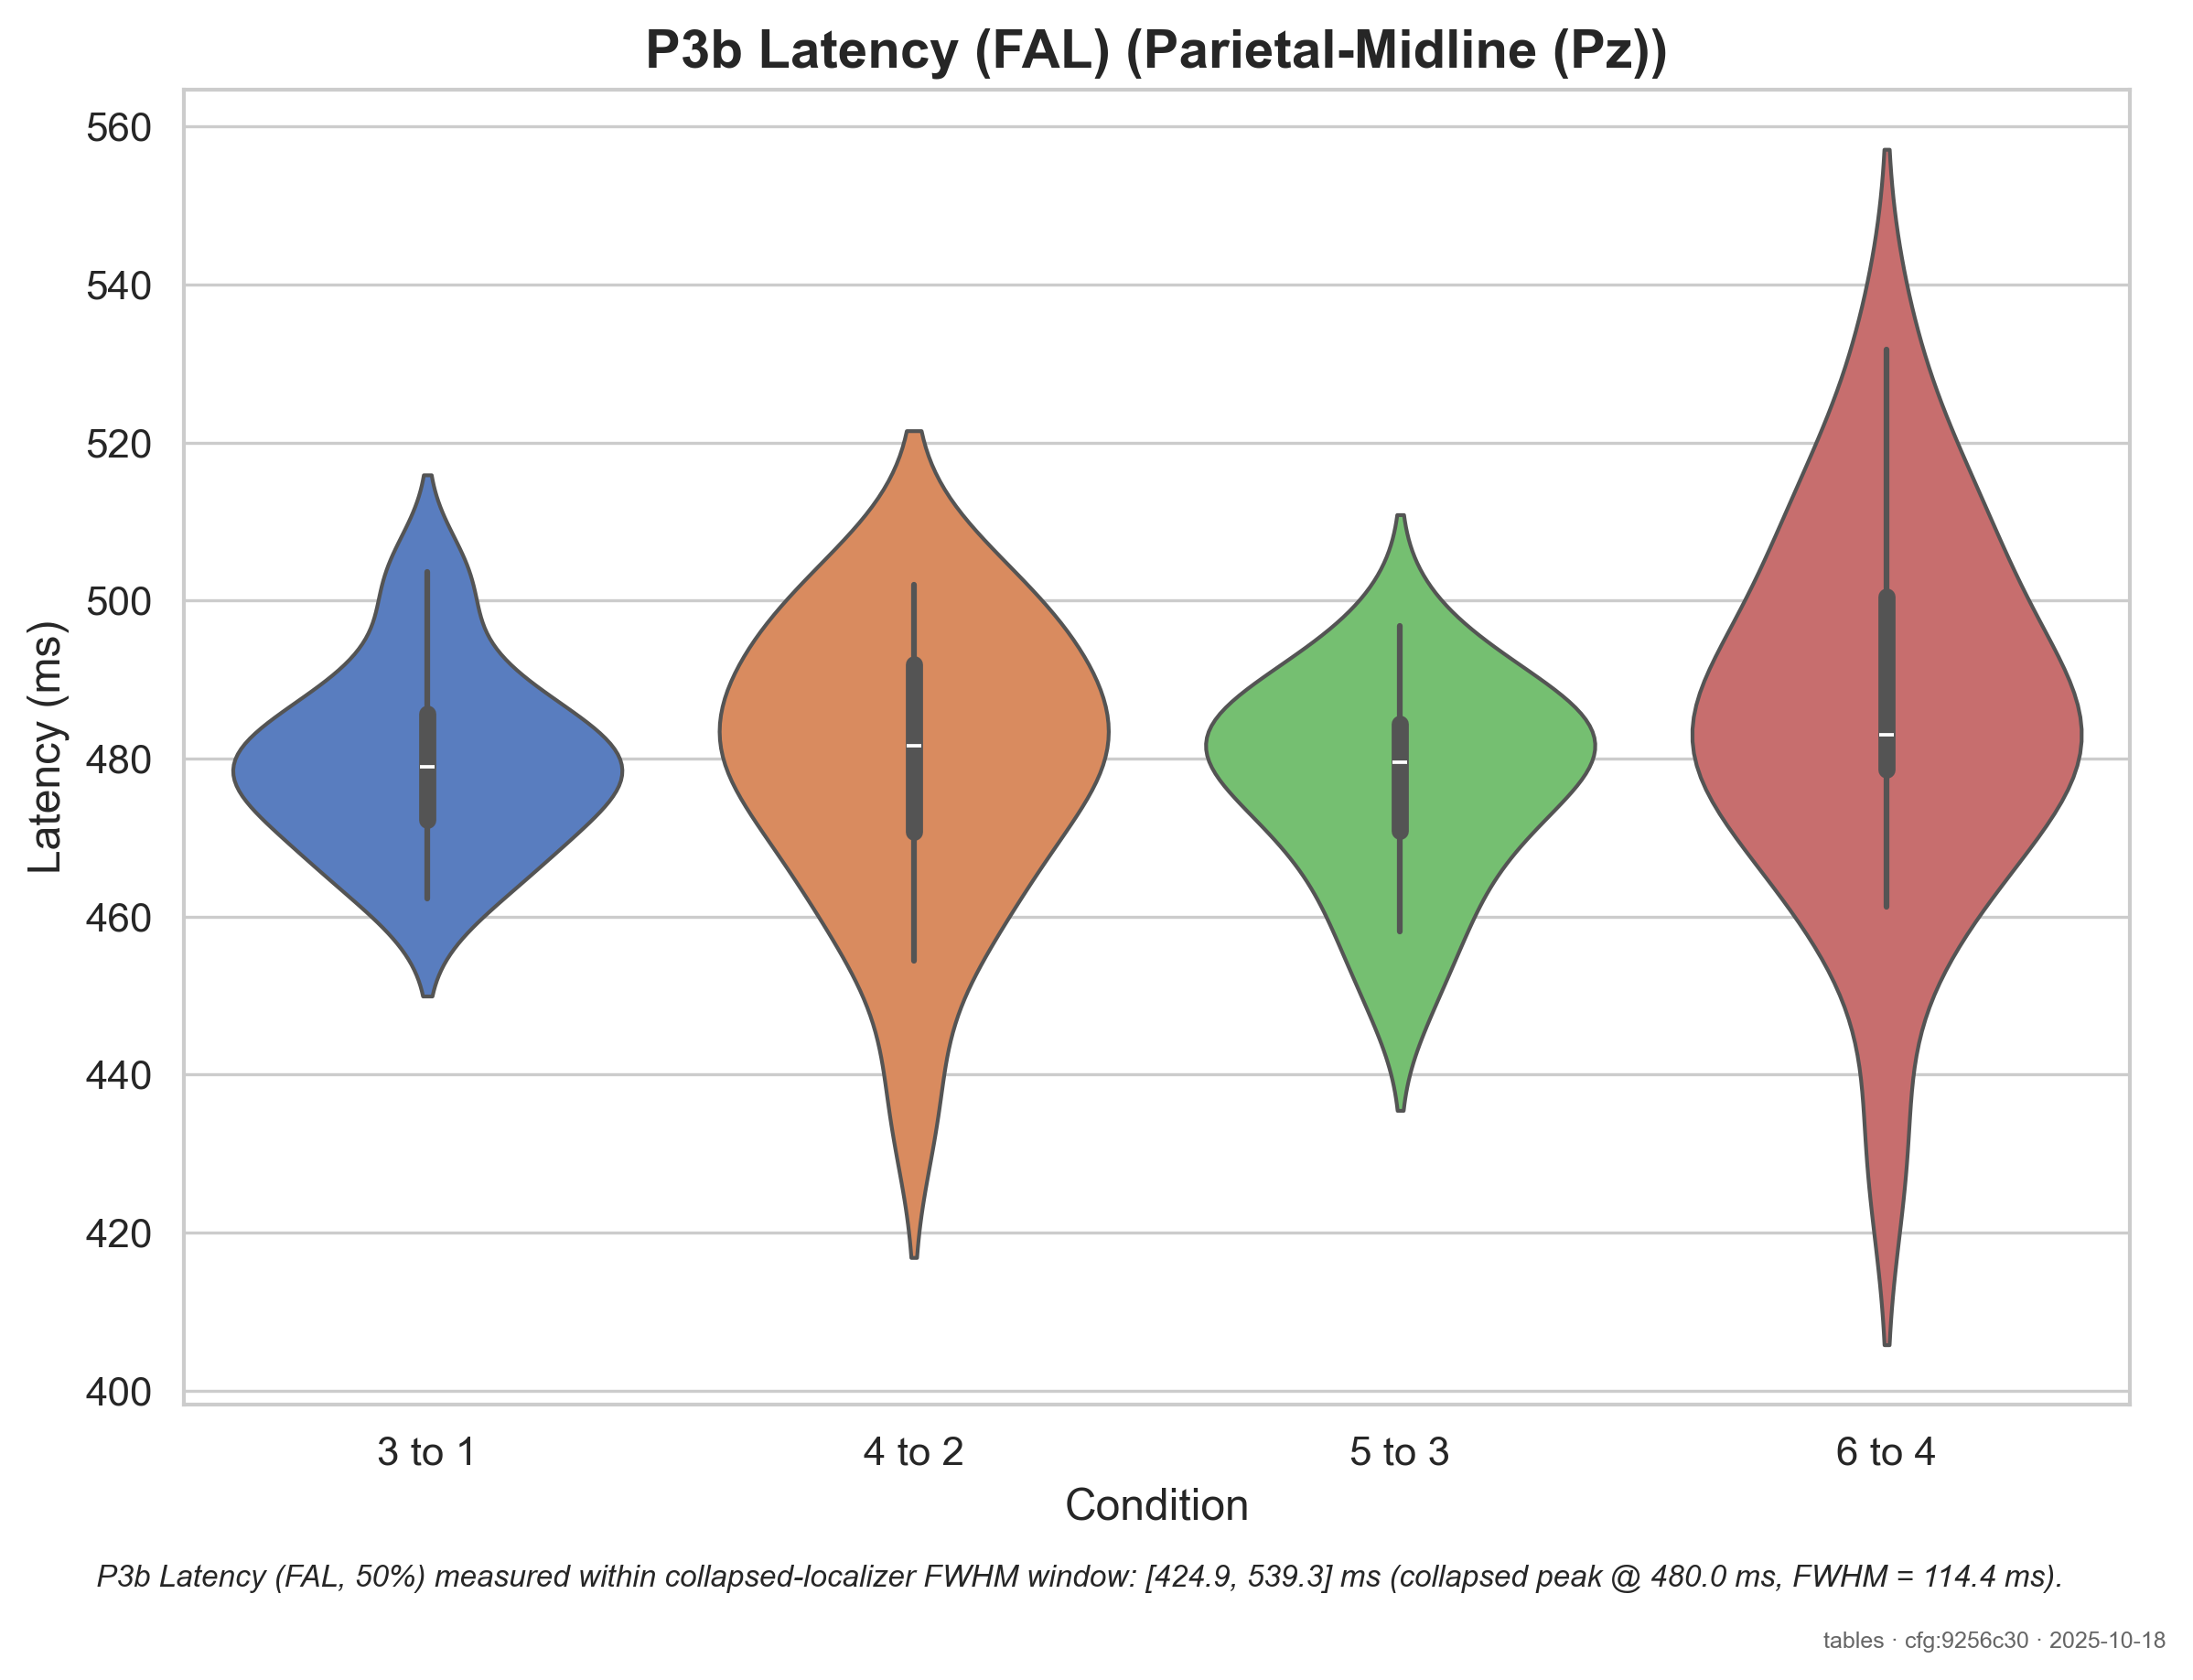 P3b Latency (FAL) (Parietal-Midline (Pz))
Latency (ms)
560
540
520
500
480
460
440
420
400
3 to 1
4 to 2
5 to 3
6 to 4
Condition
P3b Latency (FAL, 50%) measured within collapsed-localizer FWHM window: [424.9, 539.3] ms (collapsed peak @ 480.0 ms, FWHM = 114.4 ms).
tables · cfg:9256c30 · 2025-10-18